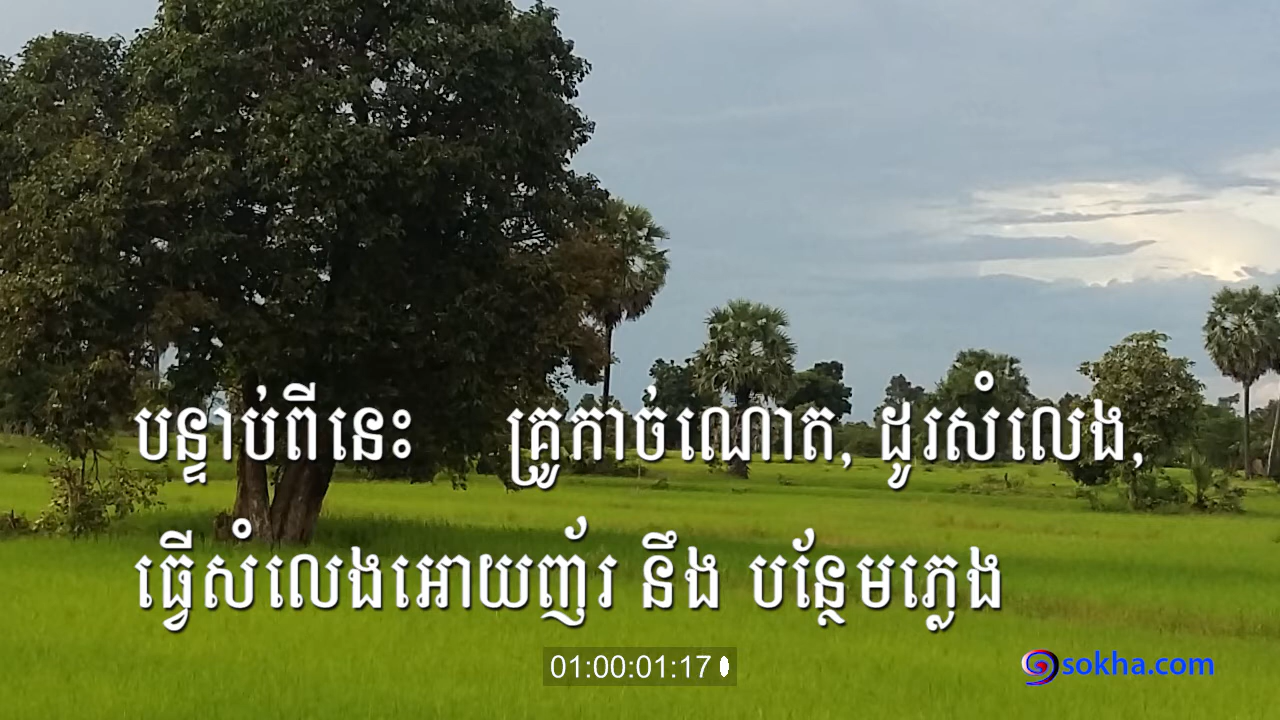 បន្ទាប់ពីនេះ គ្រូកាច់ណោត, ដូរសំលេង,
ធ្វើសំលេងអោយញ័រ នឹង បន្ថែមភ្លេង
01:00:01:17
sokha.com